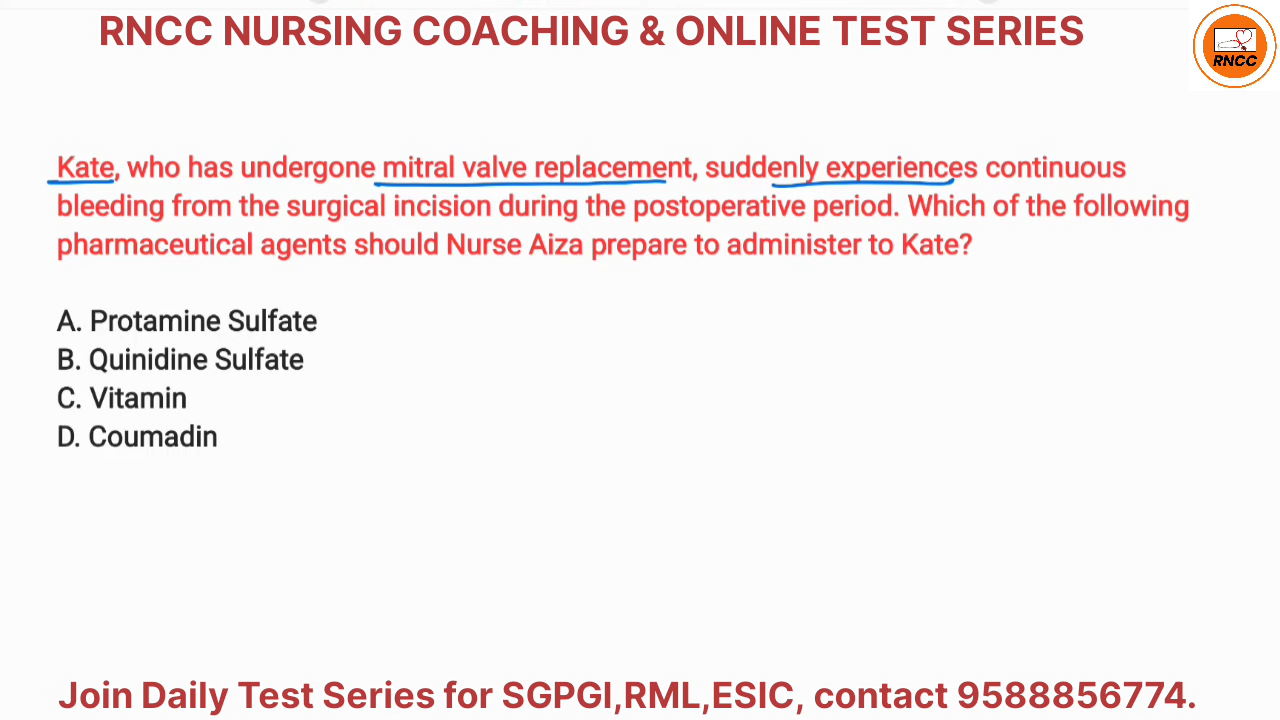 RNCC NURSING COACHING & ONLINE TEST SERIES
RNCC
Kate, who has undergone mitral valve replacement, suddenly experiences continuous
bleeding from the surgical incision during the postoperative period. Which of the following
pharmaceutical agents should Nurse Aiza prepare to administer to Kate?
A. Protamine Sulfate
B. Quinidine Sulfate
C. Vitamin
D. Coumadin
Join Daily Test Series for SGPGI,RML,ESIC, contact 9588856774.